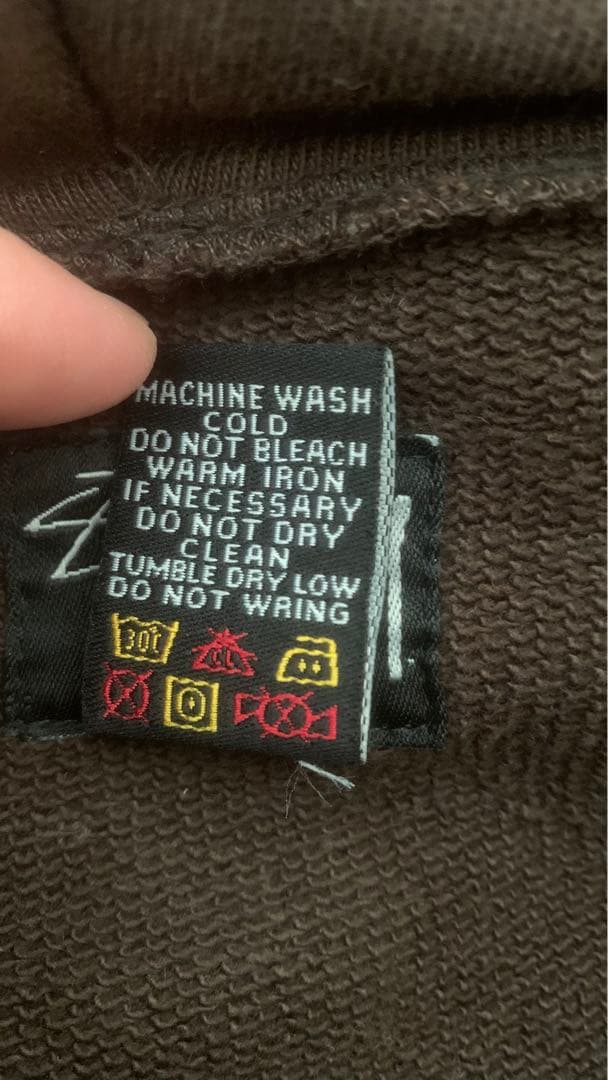 MACHINE WASH
COLD
DO NOT BLEACH
WARM IRON
IF NECESSARY
DO NOT DRY
CLEAN
TUMBLE DRY LOW
DO NOT WRING
30℃
CL